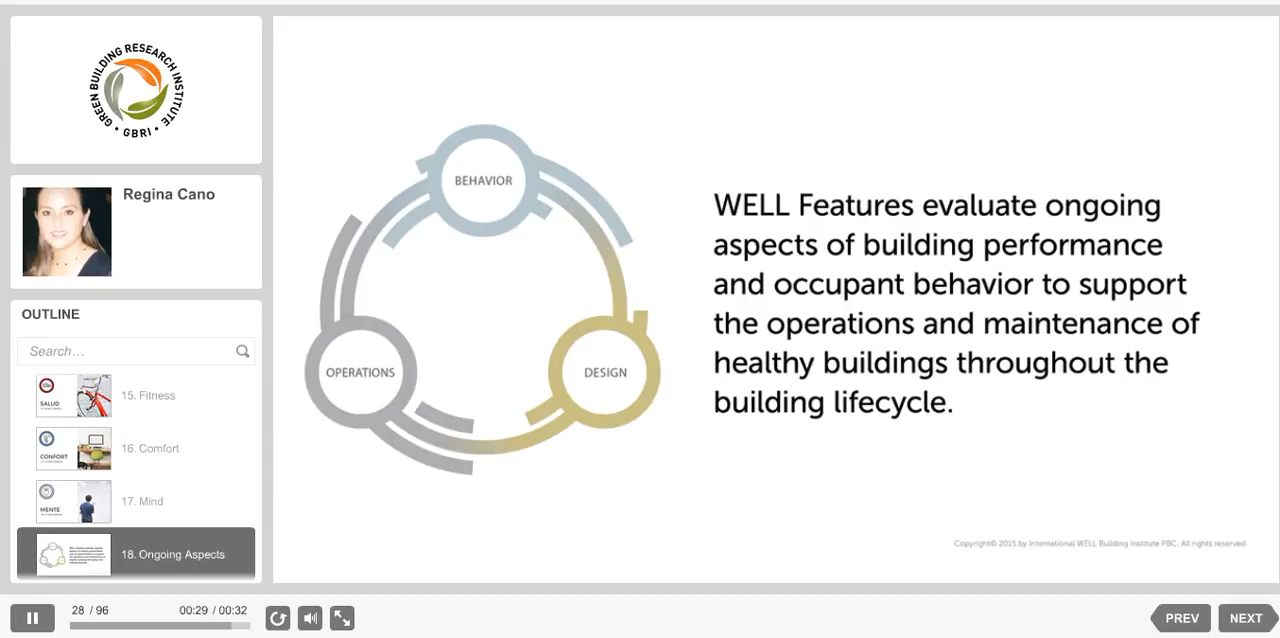 GREEN BUILDING RESEARCH INSTITUTE
• GBRI •
Regina Cano
OUTLINE
Search...
SALUD
15. Fitness
CONFORT
16. Comfort
MENTE
17. Mind
18. Ongoing Aspects
BEHAVIOR
OPERATIONS
DESIGN
WELL Features evaluate ongoing
aspects of building performance
and occupant behavior to support
the operations and maintenance of
healthy buildings throughout the
building lifecycle.
Copyright© 2015 by International WELL Building Institute PBC. All rights reserved.
28 / 96
00:29 / 00:32
PREV
NEXT